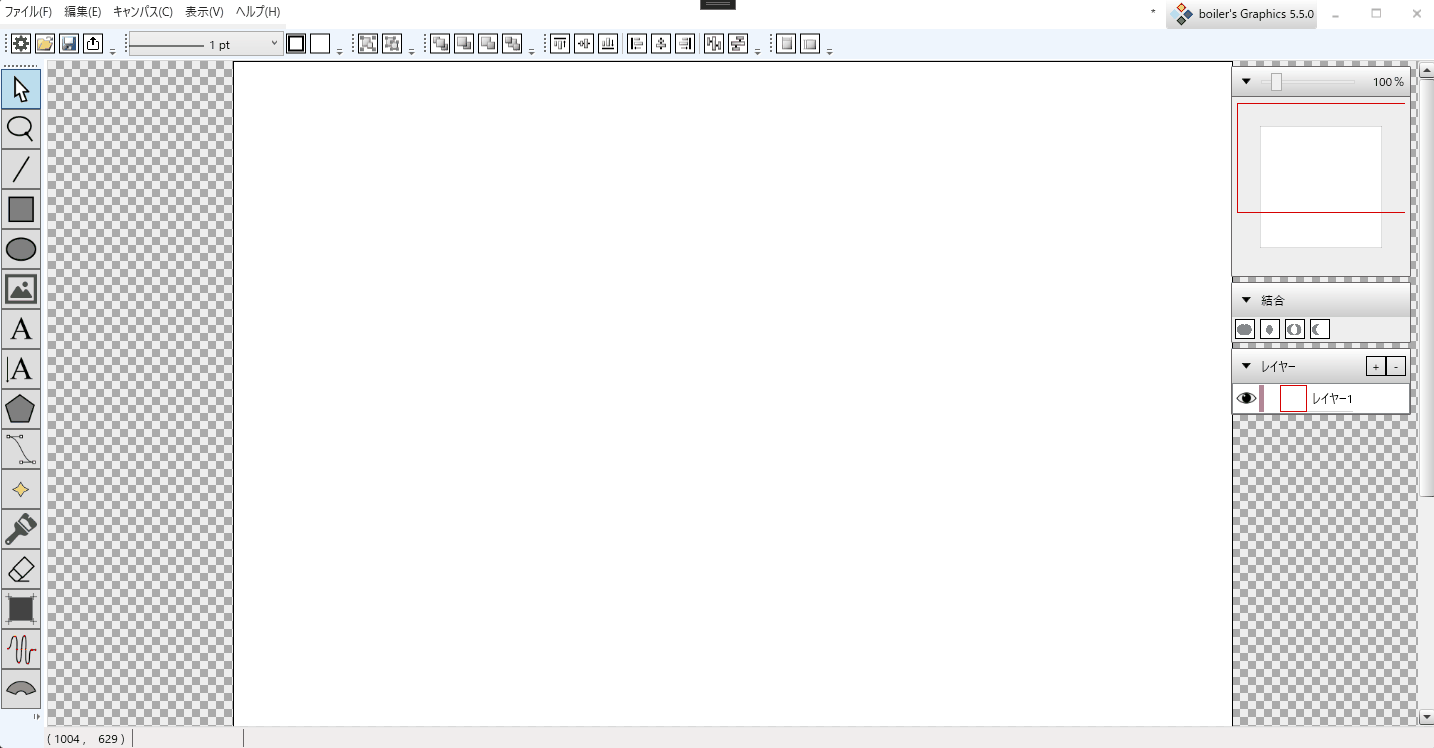 ファイル(F) 編集(E) キャンパス(C) 表示(V) ヘルプ(H)
* boiler's Graphics 5.5.0
1 pt
100 %
結合
レイヤー + -
レイヤー1
A
A
( 1004 , 629 )